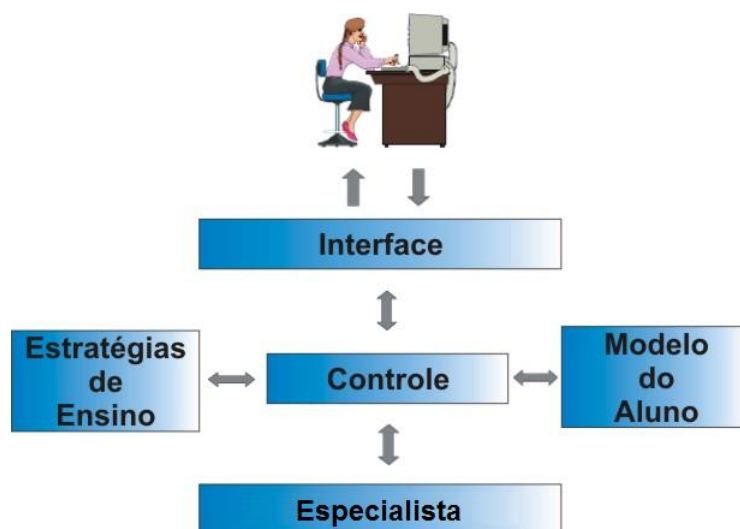 Interface
Estratégias
de
Ensino
Controle
Modelo
do
Aluno
Especialista